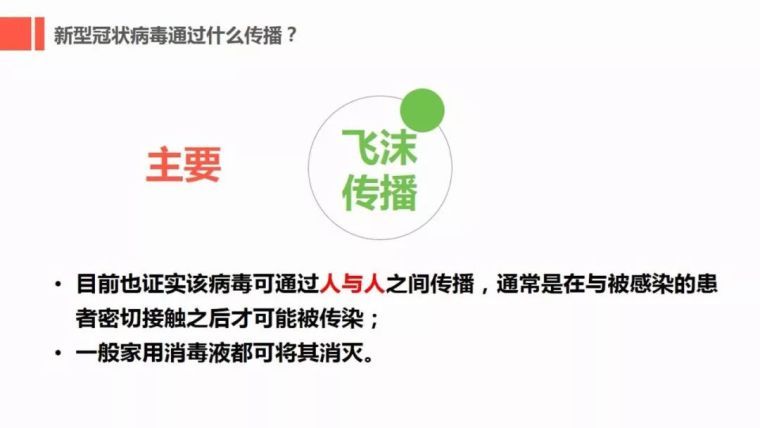 新型冠状病毒通过什么传播？
主要
飞沫
传播
• 目前也证实该病毒可通过人与人之间传播，通常是在与被感染的患
者密切接触之后才可能被传染；
• 一般家用消毒液都可将其消灭。